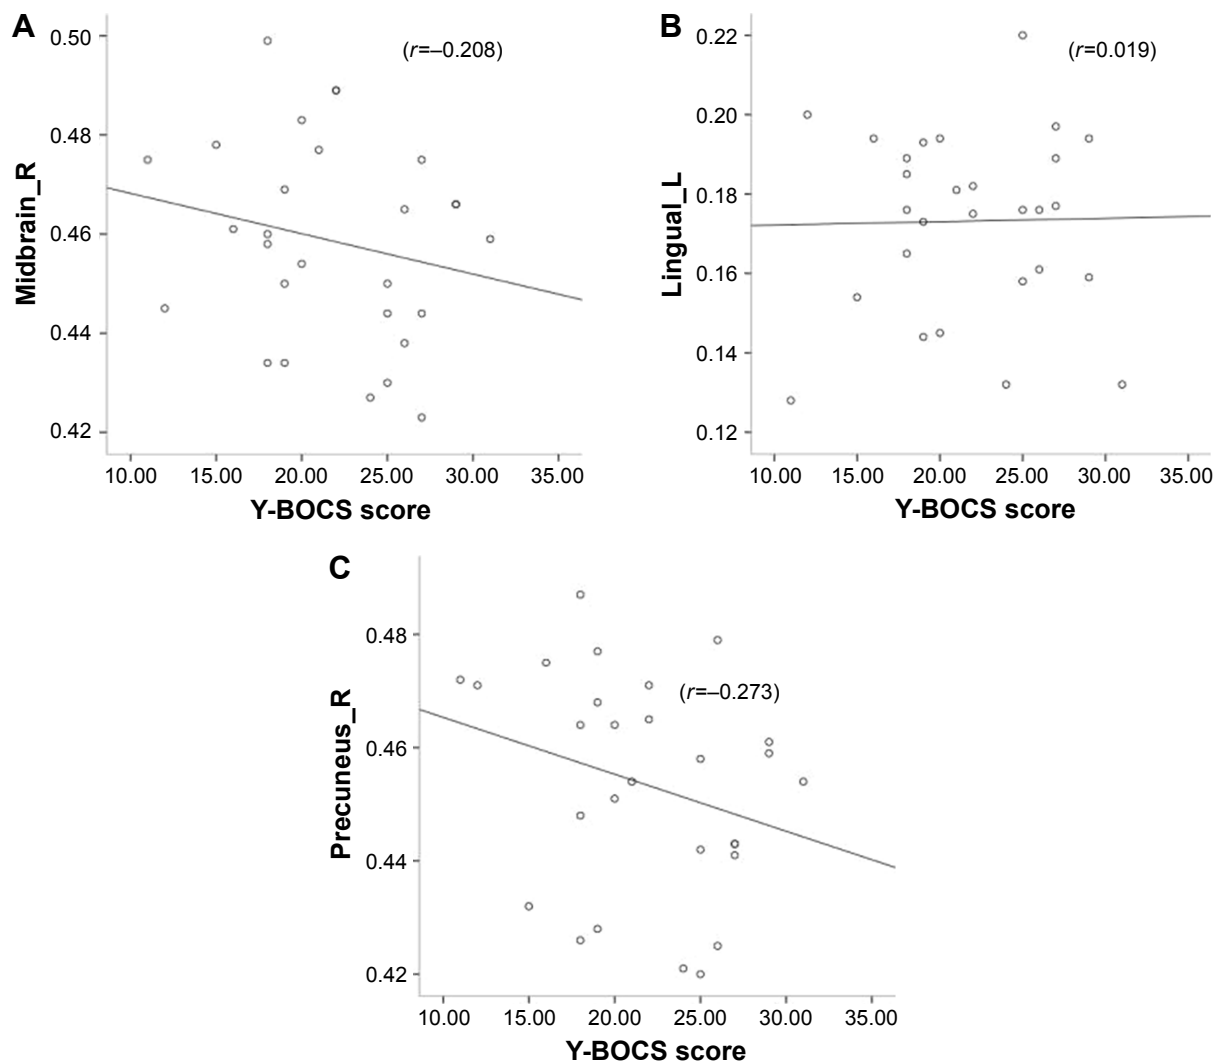 A
(r=–0.208)
0.50
0.48
0.46
0.44
0.42
Midbrain_R
10.00 15.00 20.00 25.00 30.00 35.00
Y-BOCS score
B
(r=0.019)
0.22
0.20
0.18
0.16
0.14
0.12
Lingual_L
10.00 15.00 20.00 25.00 30.00 35.00
Y-BOCS score
C
(r=–0.273)
0.48
0.46
0.44
0.42
Precuneus_R
10.00 15.00 20.00 25.00 30.00 35.00
Y-BOCS score